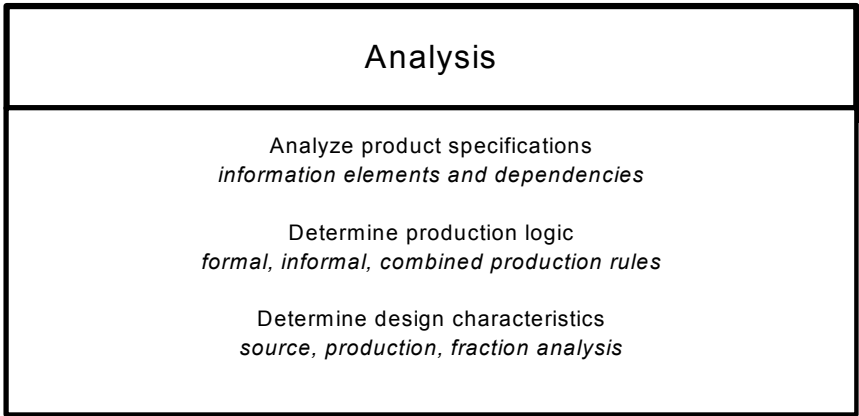 Analysis
Analyze product specifications
information elements and dependencies
Determine production logic
formal, informal, combined production rules
Determine design characteristics
source, production, fraction analysis